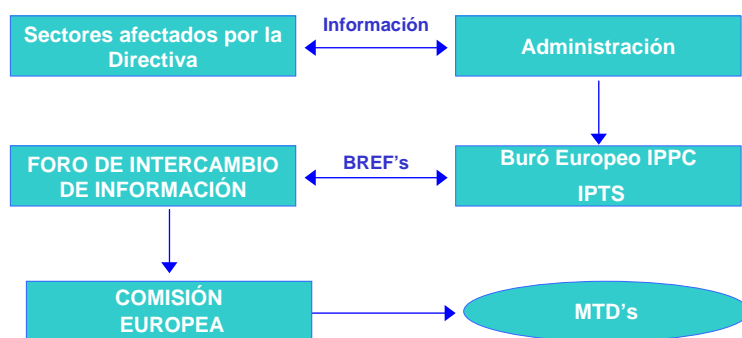 Sectores afectados por la
Directiva
Información
Administración
FORO DE INTERCAMBIO
DE INFORMACIÓN
BREF's
Buró Europeo IPPC
IPTS
COMISIÓN
EUROPEA
MTD's